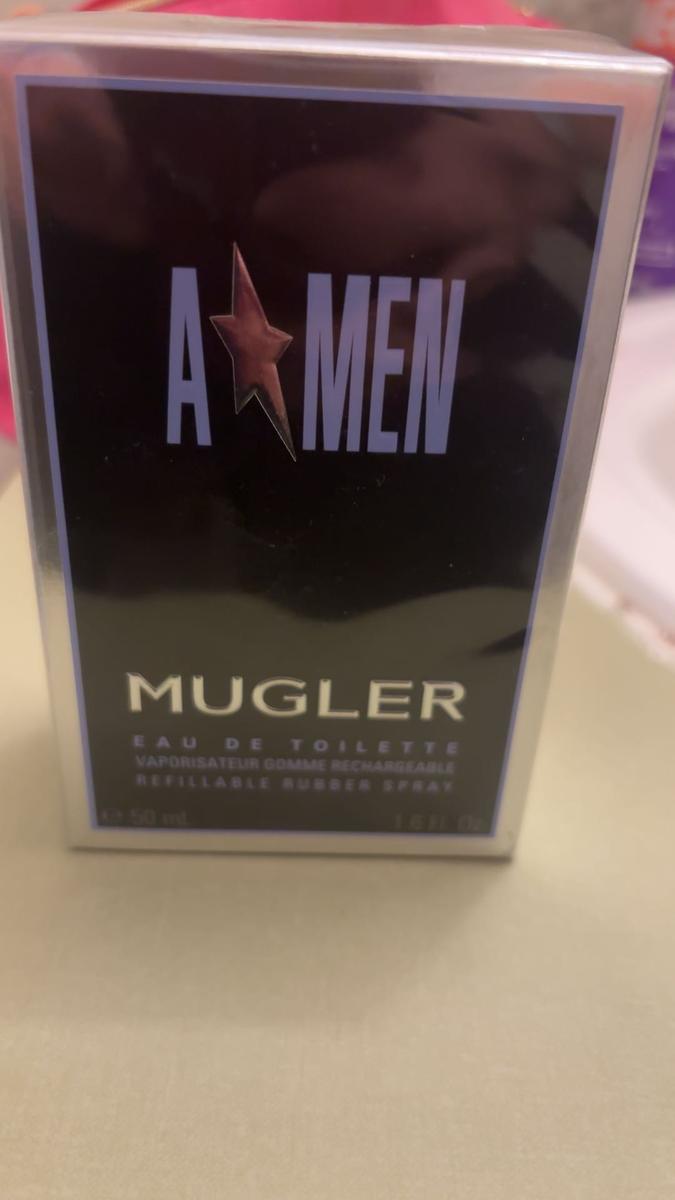 A MEN
MUGLER
EAU DE TOILETTE
VAPORISATEUR GOMME RECHARGEABLE
REFILLABLE RUBBER SPRAY
℮ 50 mL 1.6 Fl. Oz